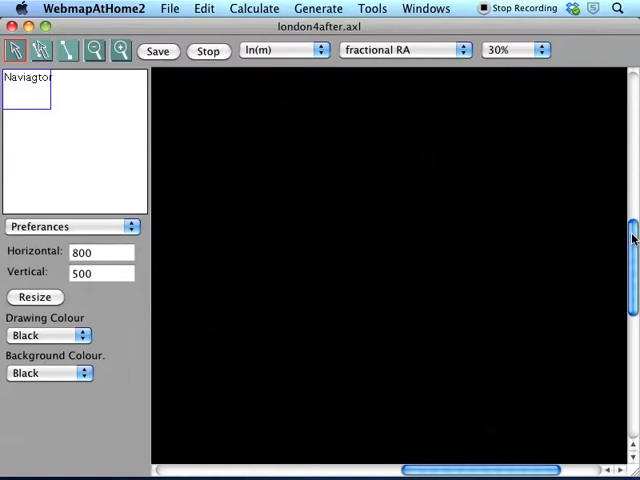 WebmapAtHome2 File Edit Calculate Generate Tools Windows Stop Recording
london4after.axl
Save Stop ln(m) fractional RA 30%
Naviagtor
Preferances
Horizontal: 800
Vertical: 500
Resize
Drawing Colour
Black
Background Colour.
Black